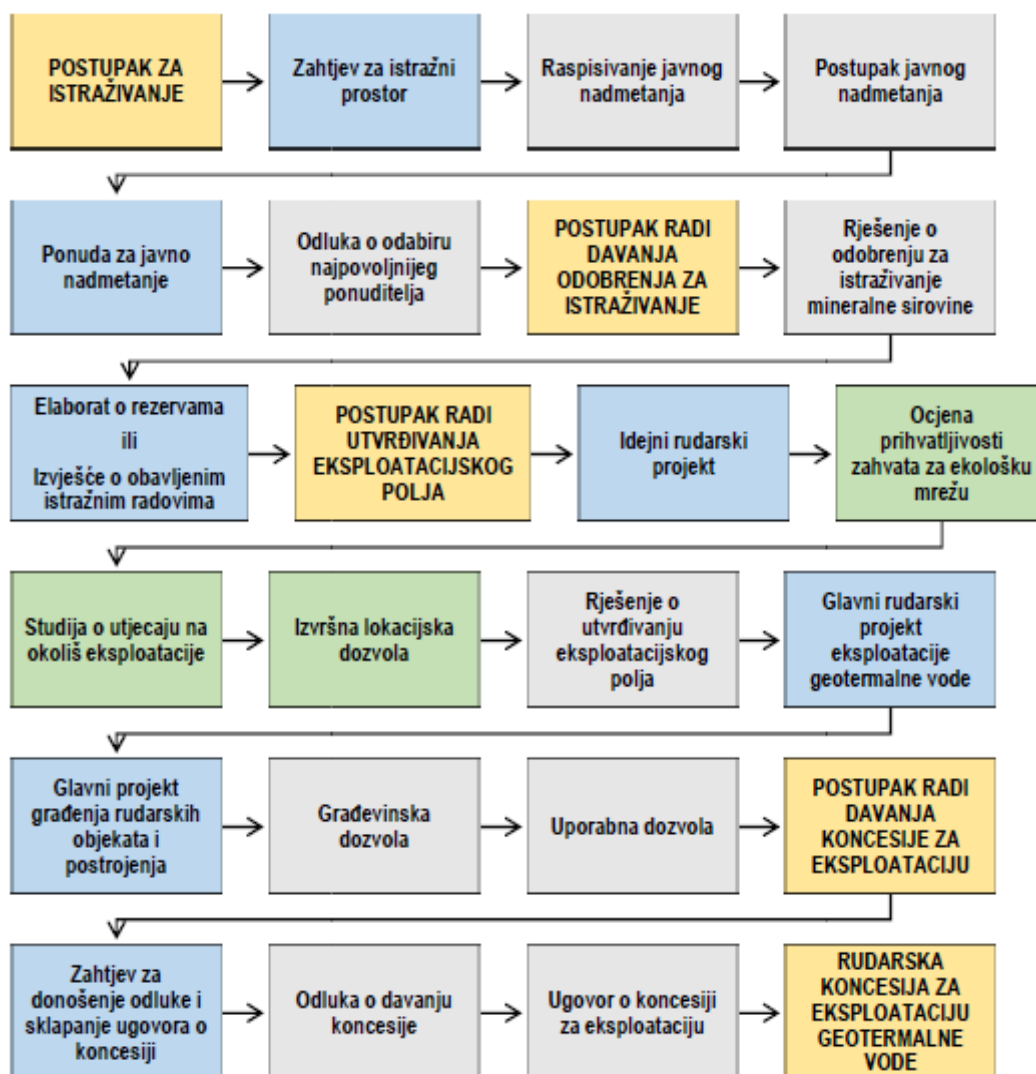 POSTUPAK ZA
ISTRAŽIVANJE
Zahtjev za istražni
prostor
Raspisivanje javnog
nadmetanja
Postupak javnog
nadmetanja
Ponuda za javno
nadmetanje
Odluka o odabiru
najpovoljnijeg
ponuditelja
POSTUPAK RADI
DAVANJA
ODOBRENJA ZA
ISTRAŽIVANJE
Rješenje o
odobrenju za
istraživanje
mineralne sirovine
Elaborat o rezervama
ili
Izvješće o obavljenim
istražnim radovima
POSTUPAK RADI
UTVRĐIVANJA
EKSPLOATACIJSKOG
POLJA
Idejni rudarski
projekt
Ocjena
prihvatljivosti
zahvata za ekološku
mrežu
Studija o utjecaju na
okoliš eksploatacije
Izvršna lokacijska
dozvola
Rješenje o
utvrđivanju
eksploatacijskog
polja
Glavni rudarski
projekt
eksploatacije
geotermalne vode
Glavni projekt
građenja rudarskih
objekata i
postrojenja
Građevinska
dozvola
Uporabna dozvola
POSTUPAK RADI
DAVANJA
KONCESIJE ZA
EKSPLOATACIJU
Zahtjev za
donošenje odluke i
sklapanje ugovora o
koncesiji
Odluka o davanju
koncesije
Ugovor o koncesiji
za eksploataciju
RUDARSKA
KONCESIJA ZA
EKSPLOATACIJU
GEOTERMALNE
VODE